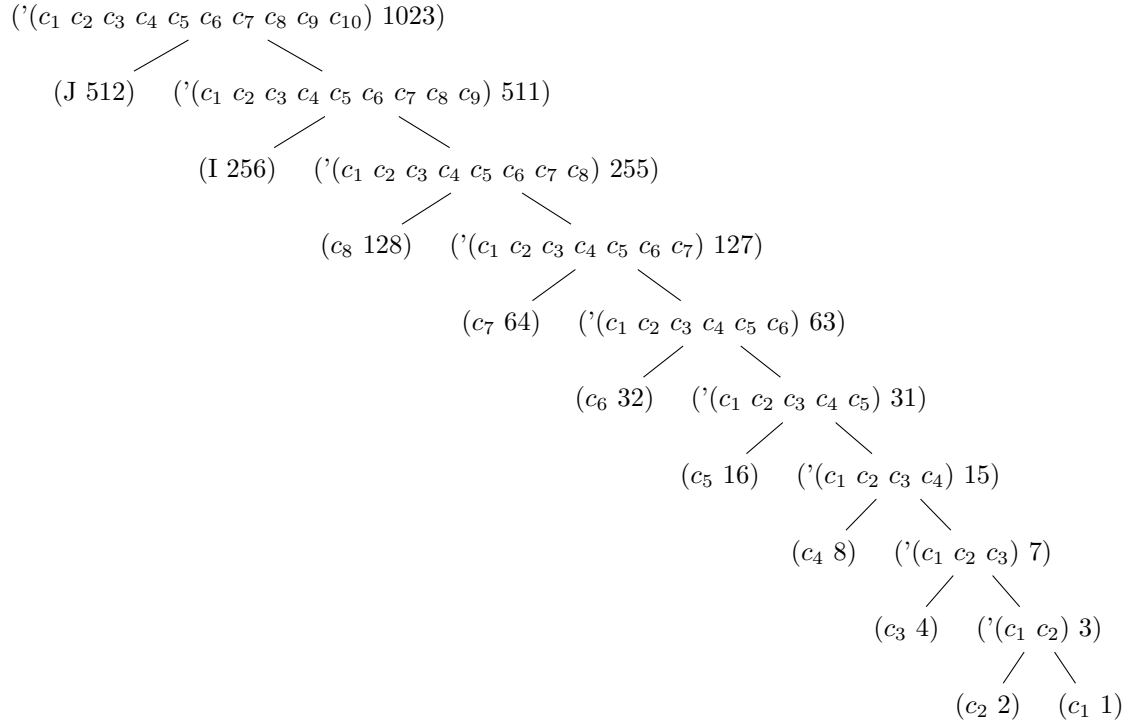 ('(c₁ c₂ c₃ c₄ c₅ c₆ c₇ c₈ c₉ c₁₀) 1023)
(J 512) ('(c₁ c₂ c₃ c₄ c₅ c₆ c₇ c₈ c₉) 511)
(I 256) ('(c₁ c₂ c₃ c₄ c₅ c₆ c₇ c₈) 255)
(c₈ 128) ('(c₁ c₂ c₃ c₄ c₅ c₆ c₇) 127)
(c₇ 64) ('(c₁ c₂ c₃ c₄ c₅ c₆) 63)
(c₆ 32) ('(c₁ c₂ c₃ c₄ c₅) 31)
(c₅ 16) ('(c₁ c₂ c₃ c₄) 15)
(c₄ 8) ('(c₁ c₂ c₃) 7)
(c₃ 4) ('(c₁ c₂) 3)
(c₂ 2) (c₁ 1)